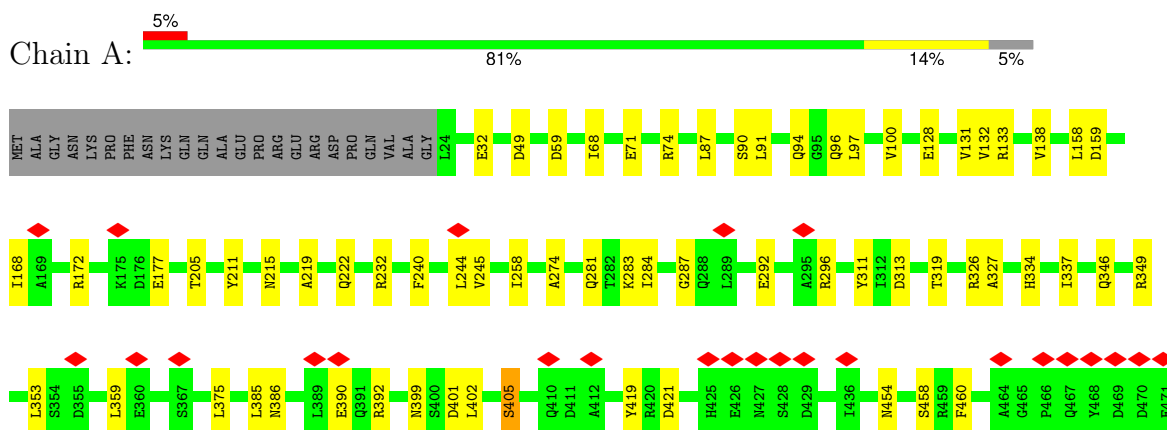 5%
Chain A:
81% 14% 5%
MET ALA GLY ASN LYS PRO PHE ASN LYS GLN GLN ALA GLU PRO ARG GLU ARG ASP PRO GLN VAL ALA GLY L24 E32 D49 D59 I68 E71 R74 L87 S90 L91 Q94 G95 Q96 L97 V100 E128 V131 V132 R133 V138 L158 D159
I168 A169 R172 K175 D176 E177 T205 Y211 N215 A219 Q222 R232 F240 L244 V245 I258 A274 Q281 T282 K283 I284 G287 Q288 L289 E292 A295 R296 Y311 I312 D313 T319 R326 A327 H334 I337 Q346 R349
L353 S354 D355 L359 E360 S367 L375 L385 N386 L389 E390 Q391 R392 N399 S400 D401 L402 S405 Q410 D411 A412 Y419 R420 D421 H425 E426 N427 S428 D429 I436 N454 S458 R459 F460 A464 G465 P466 Q467 Y468 D469 D470 E471